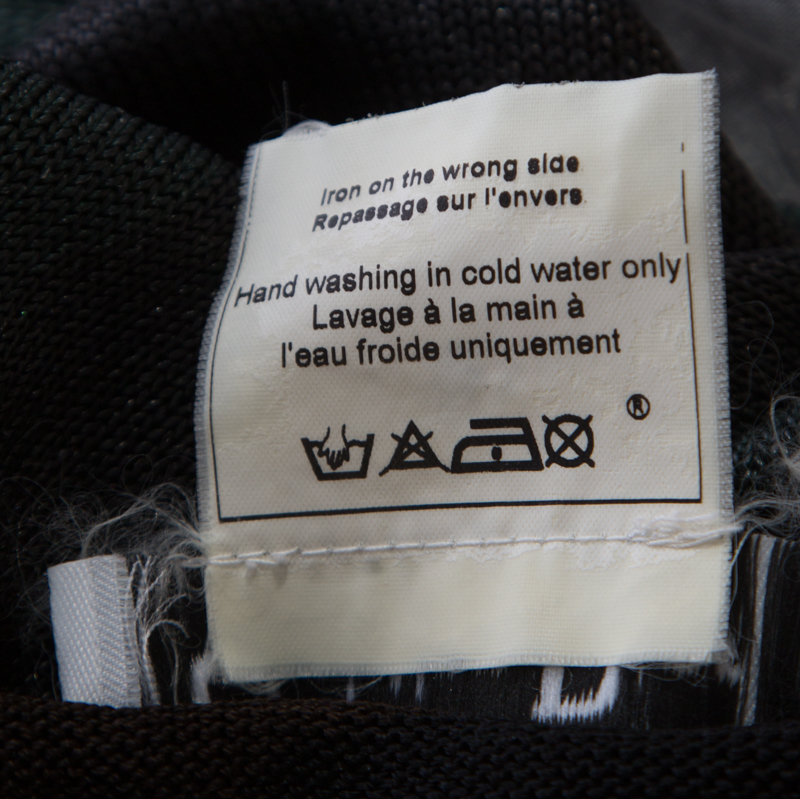 Iron on the wrong side
Repassage sur l'envers
Hand washing in cold water only
Lavage à la main à
l'eau froide uniquement
®